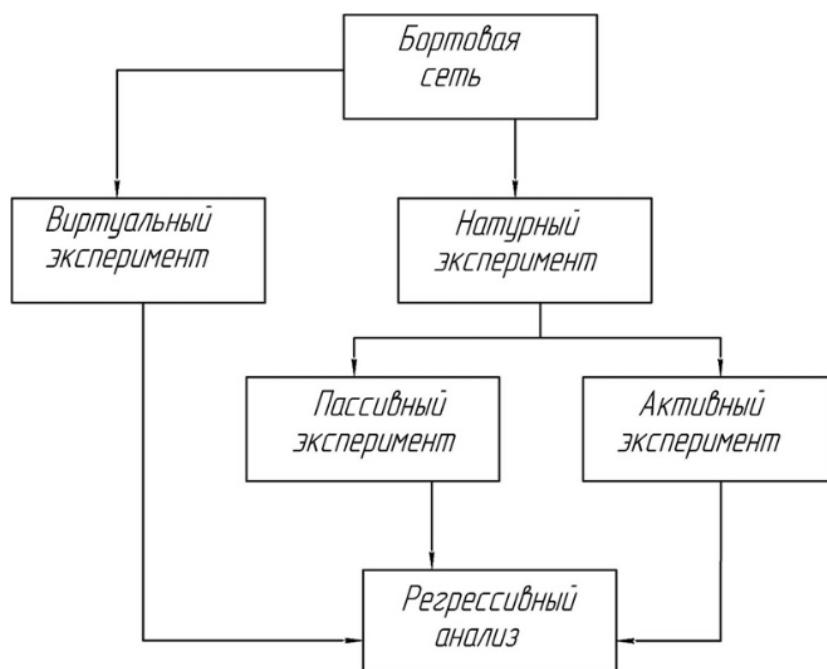 Бортовая
сеть
Виртуальный
эксперимент
Натурный
эксперимент
Пассивный
эксперимент
Активный
эксперимент
Регрессивный
анализ